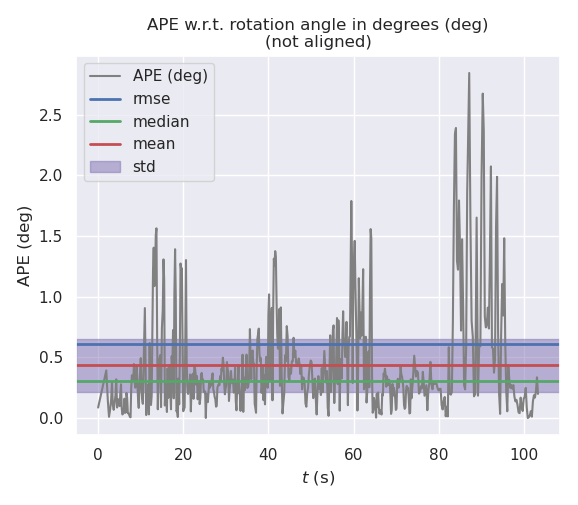 APE w.r.t. rotation angle in degrees (deg)
(not aligned)
APE (deg)
rmse
median
mean
std
2.5
2.0
1.5
1.0
0.5
0.0
APE (deg)
0 20 40 60 80 100
t (s)